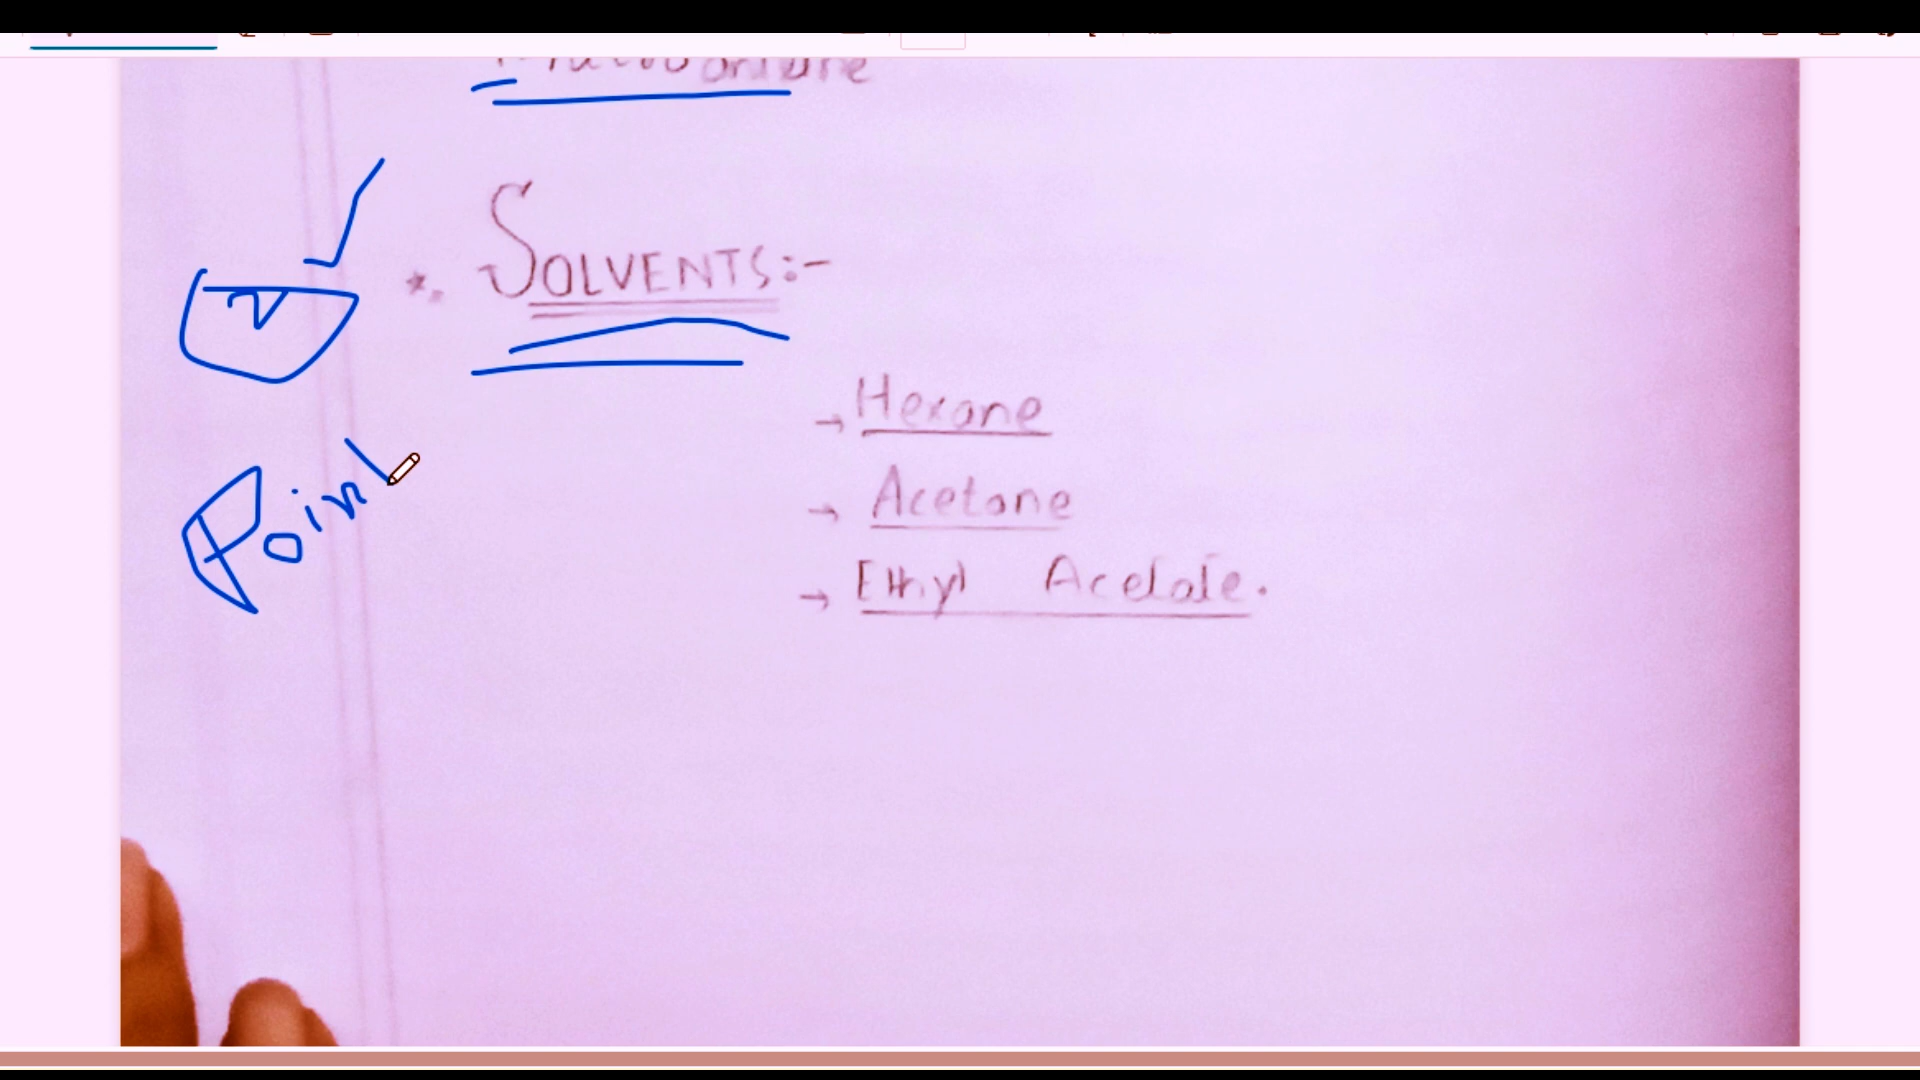 *. SOLVENTS:-
→ Hexane
→ Acetone
→ Ethyl Acetate.
Point